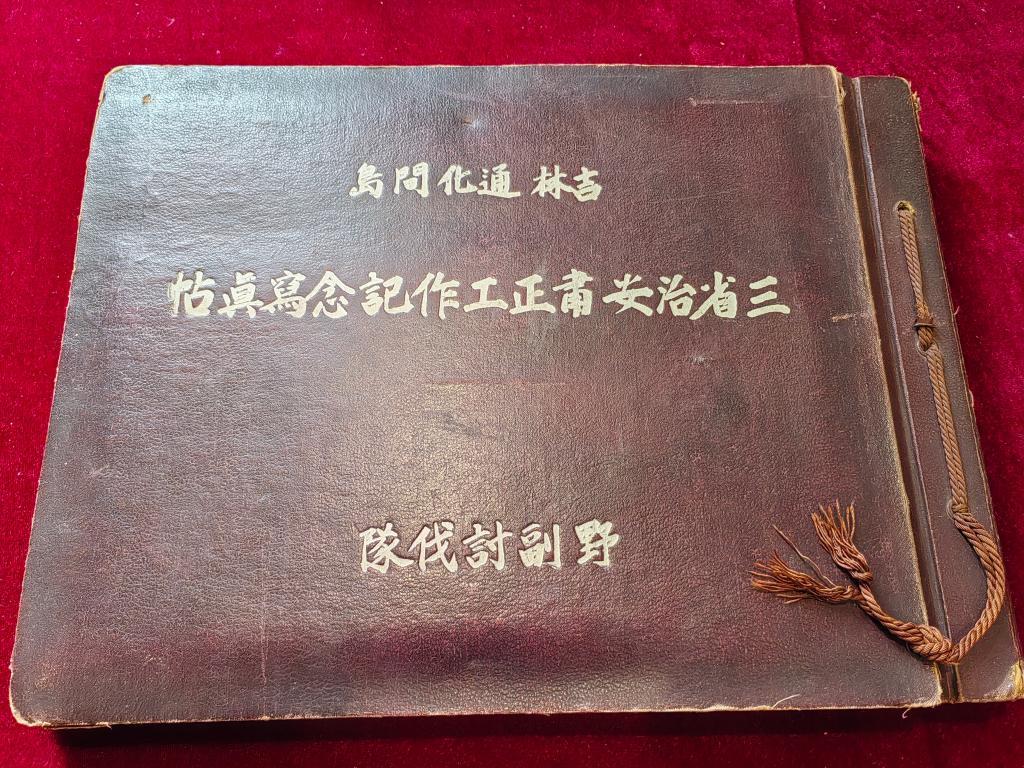 吉林 通化 間島
三省治安肅正工作記念寫眞帖
野副討伐隊